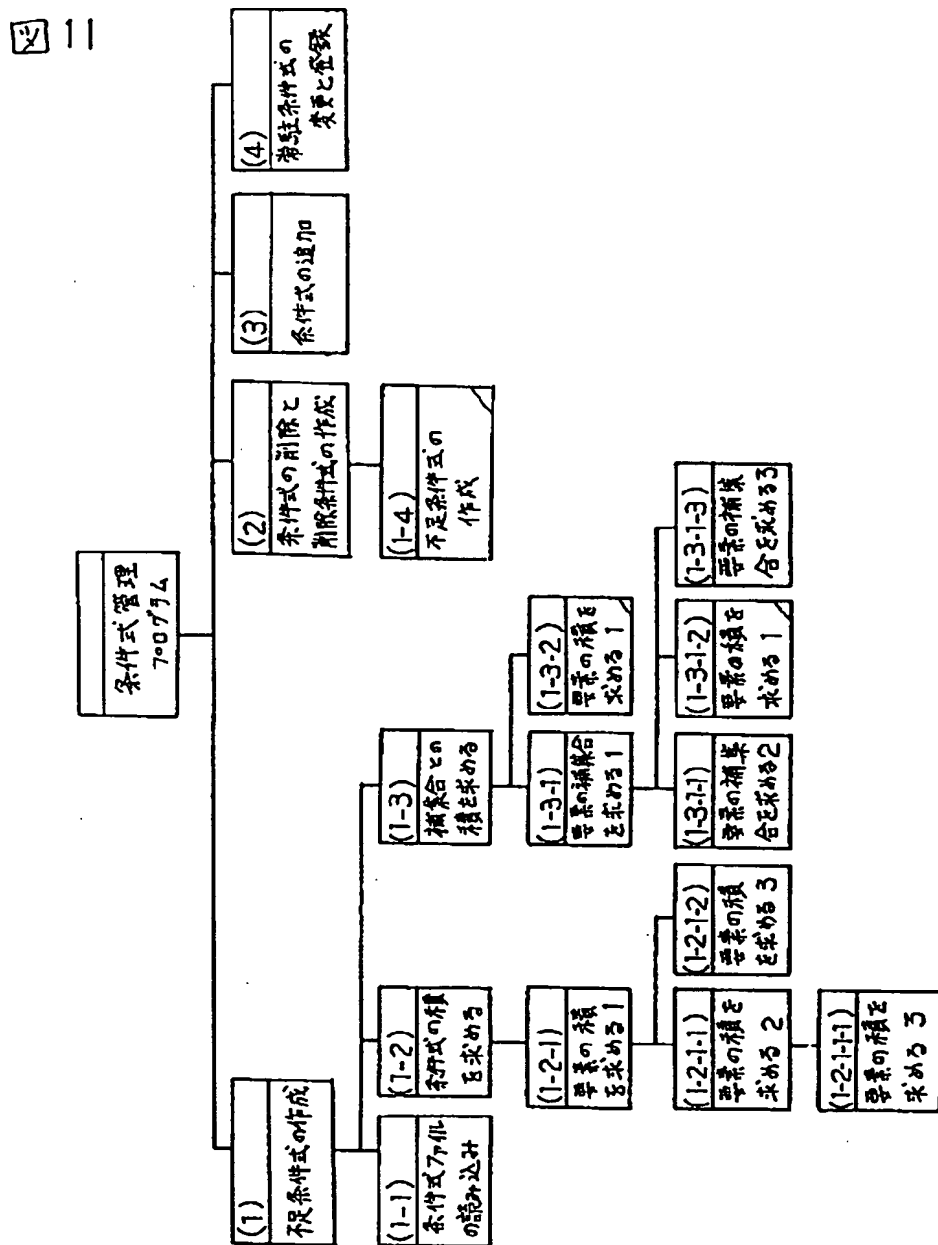 図11
条件式管理
プログラム
(1)
不足条件式の作成
(2)
条件式の削除と
削除条件式の作成
(3)
条件式の追加
(4)
常駐条件式の
変更と登録
(1-1)
条件式ファイル
の読み込み
(1-2)
条件式の積
を求める
(1-3)
補集合との
積を求める
(1-4)
不足条件式の
作成
(1-2-1)
要素の積
を求める1
(1-3-1)
要素の補集合
を求める1
(1-3-2)
要素の積を
求める1
(1-2-1-1)
要素の積を
求める2
(1-2-1-2)
要素の積
を求める3
(1-3-1-1)
要素の補集
合を求める2
(1-3-1-2)
要素の積を
求める1
(1-3-1-3)
要素の補集
合を求める3
(1-2-1-1-1)
要素の積を
求める3